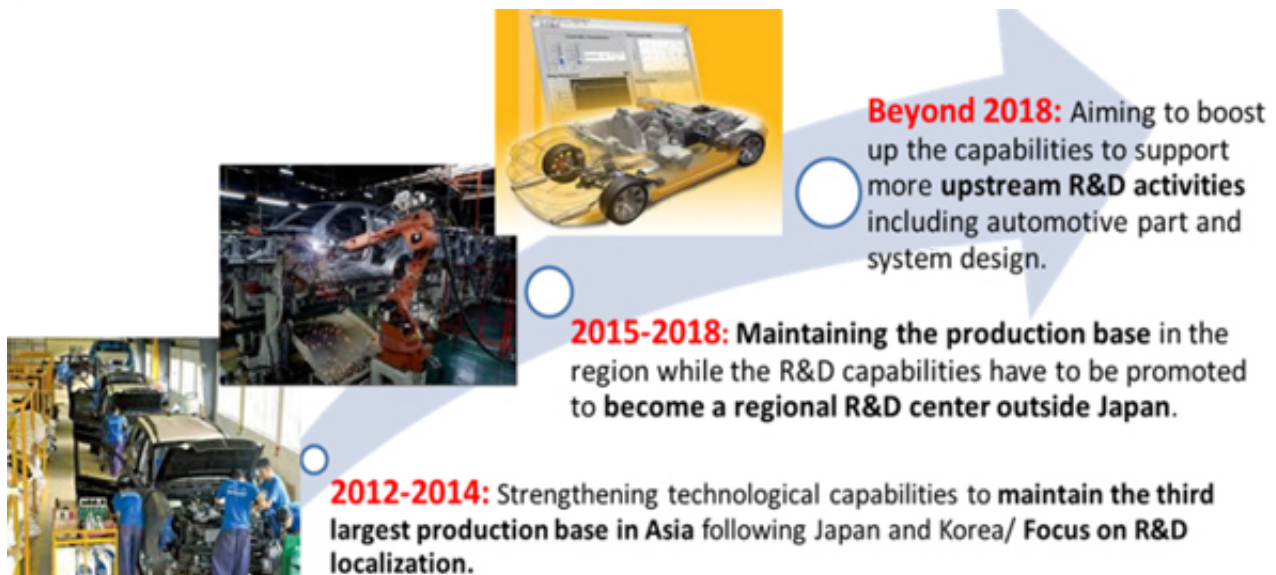 Beyond 2018: Aiming to boost
up the capabilities to support
more upstream R&D activities
including automotive part and
system design.
2015-2018: Maintaining the production base in the
region while the R&D capabilities have to be promoted
to become a regional R&D center outside Japan.
2012-2014: Strengthening technological capabilities to maintain the third
largest production base in Asia following Japan and Korea/ Focus on R&D
localization.